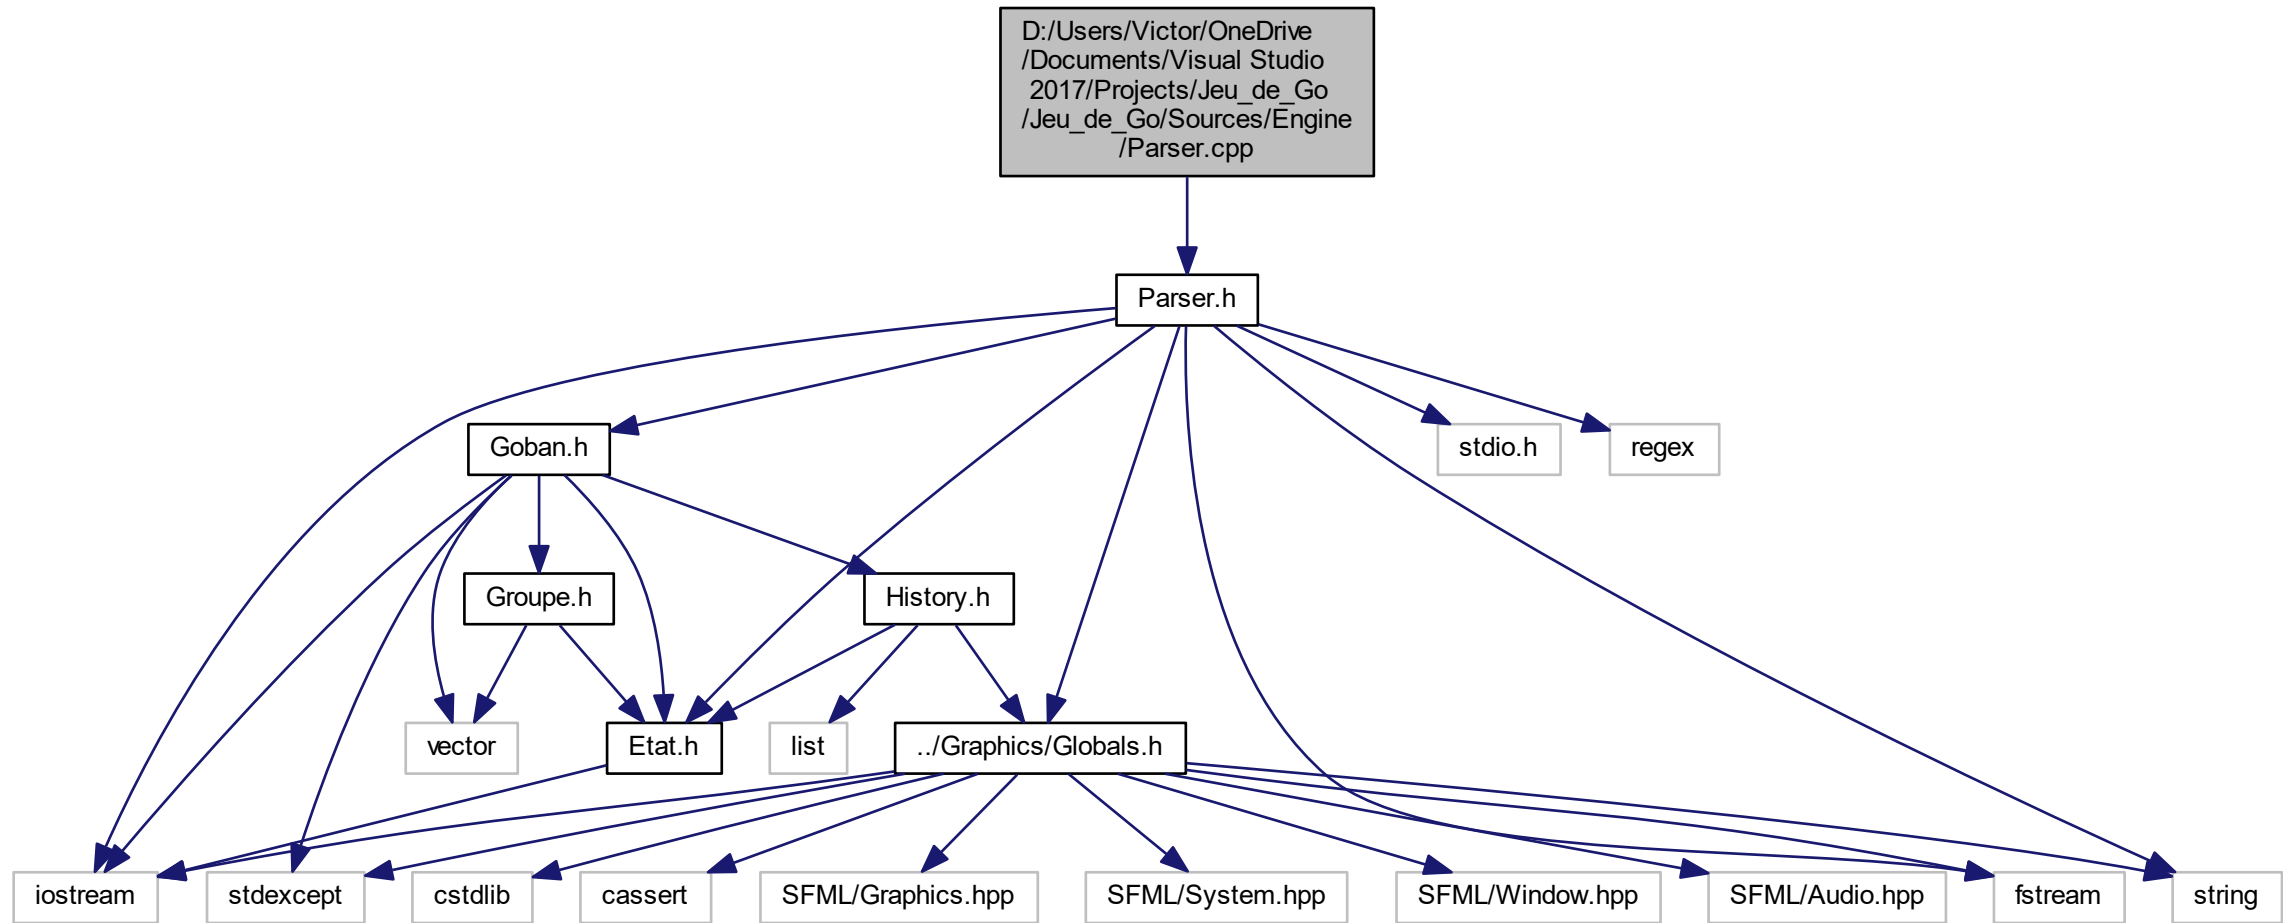 D:/Users/Victor/OneDrive
/Documents/Visual Studio
2017/Projects/Jeu_de_Go
/Jeu_de_Go/Sources/Engine
/Parser.cpp
Parser.h
Goban.h
stdio.h
regex
Groupe.h
History.h
vector
Etat.h
list
../Graphics/Globals.h
iostream
stdexcept
cstdlib
cassert
SFML/Graphics.hpp
SFML/System.hpp
SFML/Window.hpp
SFML/Audio.hpp
fstream
string